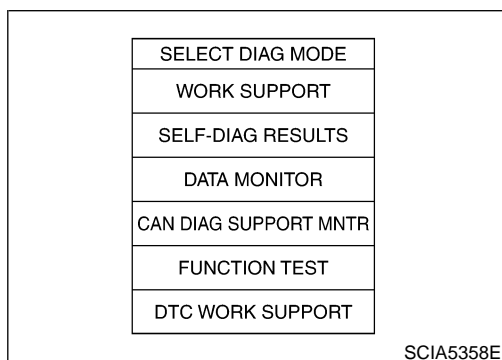 SELECT DIAG MODE
WORK SUPPORT
SELF-DIAG RESULTS
DATA MONITOR
CAN DIAG SUPPORT MNTR
FUNCTION TEST
DTC WORK SUPPORT
SCIA5358E